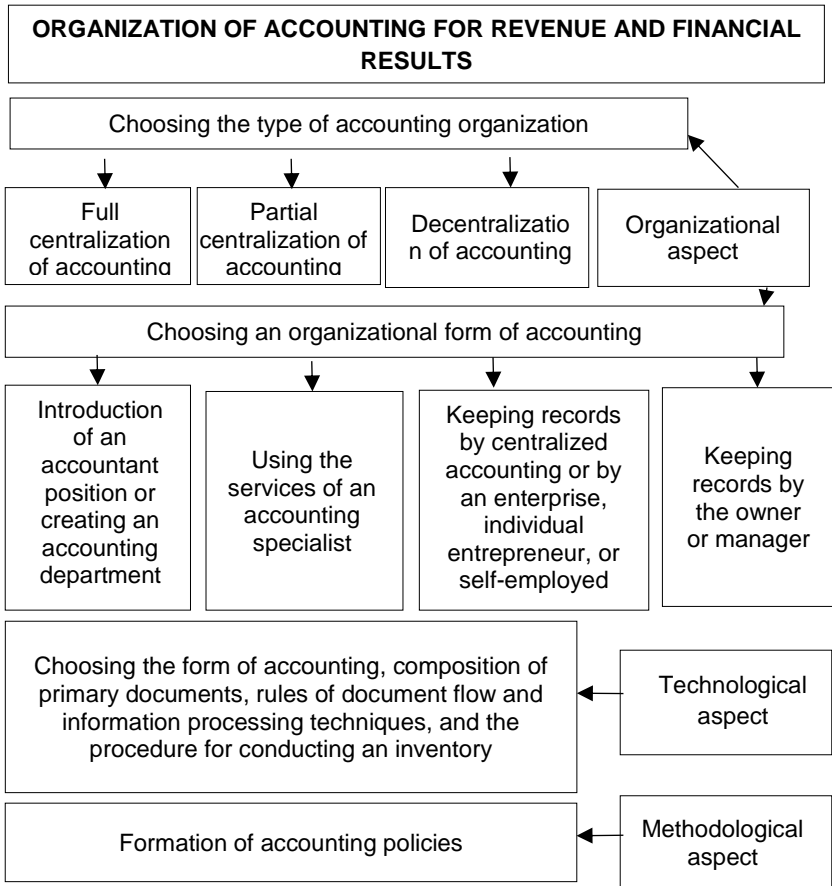 ORGANIZATION OF ACCOUNTING FOR REVENUE AND FINANCIAL
RESULTS
Choosing the type of accounting organization
Full
centralization
of accounting
Partial
centralization of
accounting
Decentralizatio
n of accounting
Organizational
aspect
Choosing an organizational form of accounting
Introduction
of an
accountant
position or
creating an
accounting
department
Using the
services of an
accounting
specialist
Keeping records
by centralized
accounting or by
an enterprise,
individual
entrepreneur, or
self-employed
Keeping
records by
the owner
or manager
Choosing the form of accounting, composition of
primary documents, rules of document flow and
information processing techniques, and the
procedure for conducting an inventory
Technological
aspect
Formation of accounting policies
Methodological
aspect